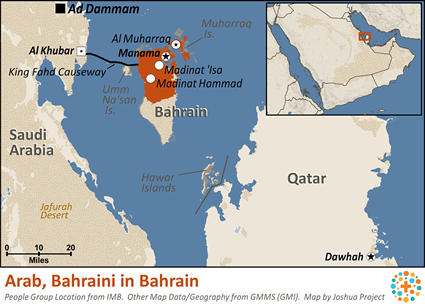 Ad Dammam
Al Muharraq
Muharraq
Is.
Manama
Al Khubar
King Fahd Causeway
Madinat 'Isa
Madinat Hammad
Umm
Na'san
Is.
Bahrain
Saudi
Arabia
Hawar
Islands
Qatar
Jafurah
Desert
Dawhah
0 10 20
Miles
Arab, Bahraini in Bahrain
People Group Location from IMB. Other Map Data/Geography from GMMS (GMI). Map by Joshua Project